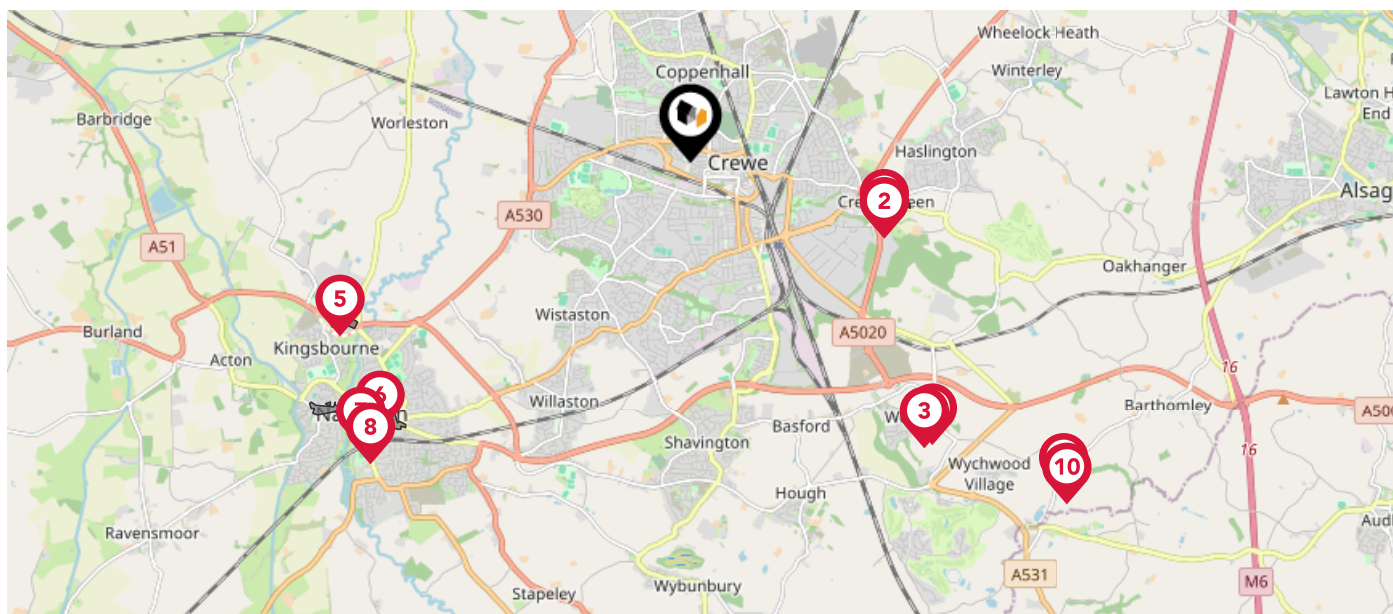 Wheelock Heath
Coppenhall
Winterley
Lawton H
End
Barbridge
Worleston
Crewe
Haslington
Alsag
2
A530
A51
Oakhanger
5
Wistaston
Burland
Kingsbourne
A5020
Acton
16
6
Willaston
3
Barthomley
A500
8
Basford
Shavington
16
Wychwood
Village
10
Hough
Ravensmoor
Audl
A531
M6
Wybunbury
Stapeley